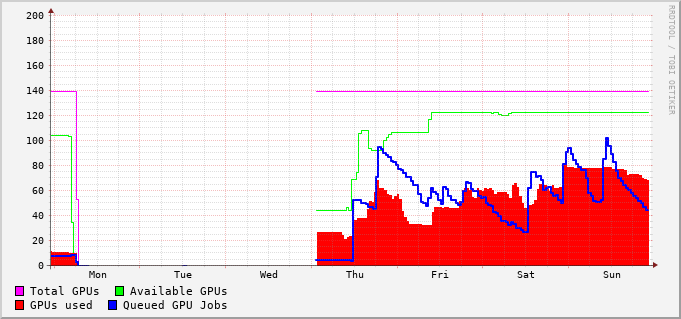 RRDTOOL / TOBI OETIKER
200
180
160
140
120
100
80
60
40
20
0
Mon Tue Wed Thu Fri Sat Sun
Total GPUs Available GPUs
GPUs used Queued GPU Jobs